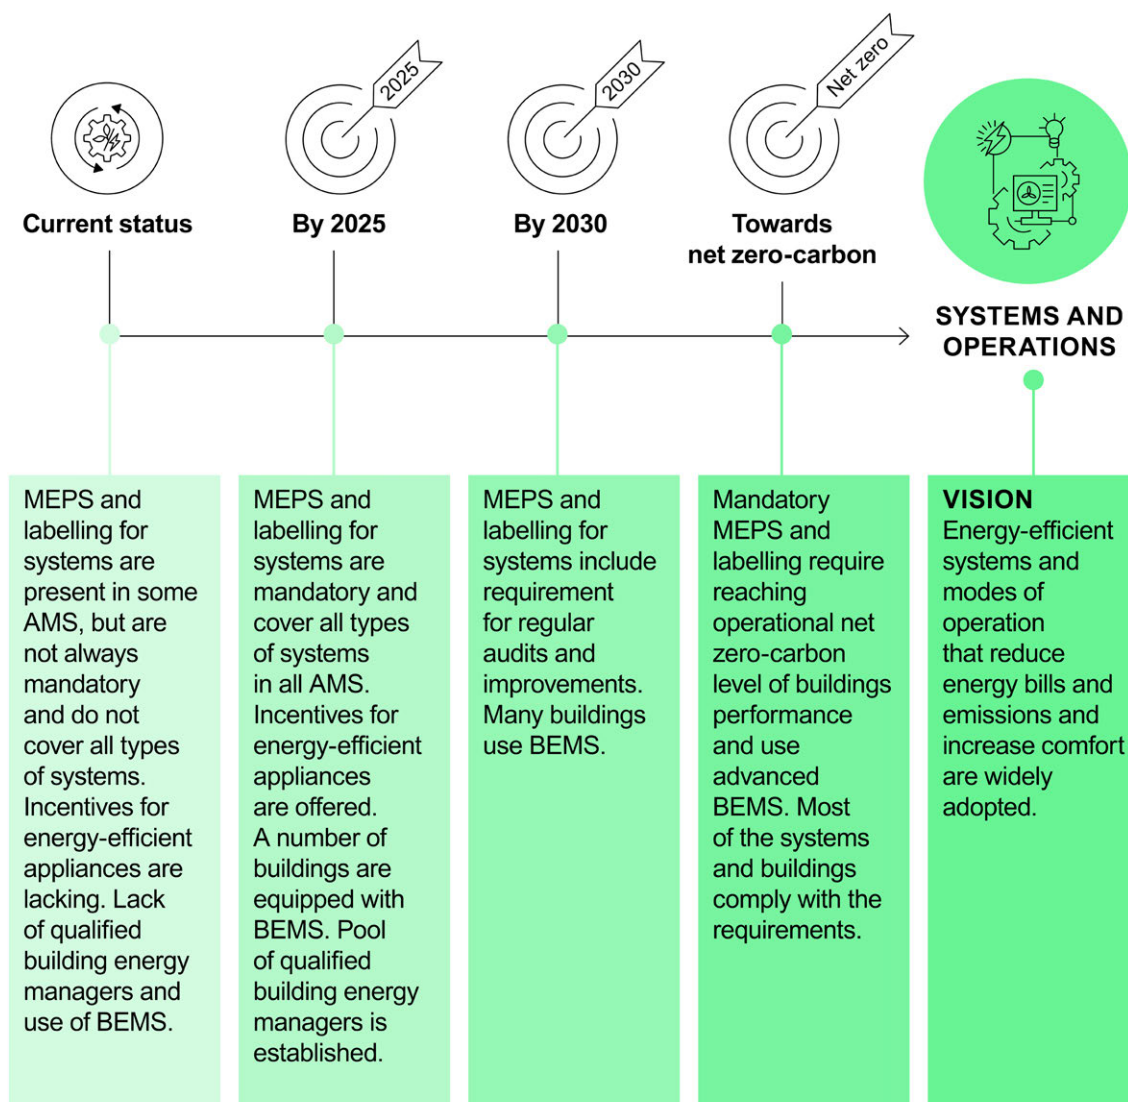 2025
2030
Net zero
Current status
By 2025
By 2030
Towards
net zero-carbon
SYSTEMS AND
OPERATIONS
MEPS and
labelling for
systems are
present in some
AMS, but are
not always
mandatory
and do not
cover all types
of systems.
Incentives for
energy-efficient
appliances are
lacking. Lack
of qualified
building energy
managers and
use of BEMS.
MEPS and
labelling for
systems are
mandatory and
cover all types
of systems
in all AMS.
Incentives for
energy-efficient
appliances
are offered.
A number of
buildings are
equipped with
BEMS. Pool
of qualified
building energy
managers is
established.
MEPS and
labelling for
systems include
requirement
for regular
audits and
improvements.
Many buildings
use BEMS.
Mandatory
MEPS and
labelling require
reaching
operational net
zero-carbon
level of buildings
performance
and use
advanced
BEMS. Most
of the systems
and buildings
comply with the
requirements.
VISION
Energy-efficient
systems and
modes of
operation
that reduce
energy bills and
emissions and
increase comfort
are widely
adopted.